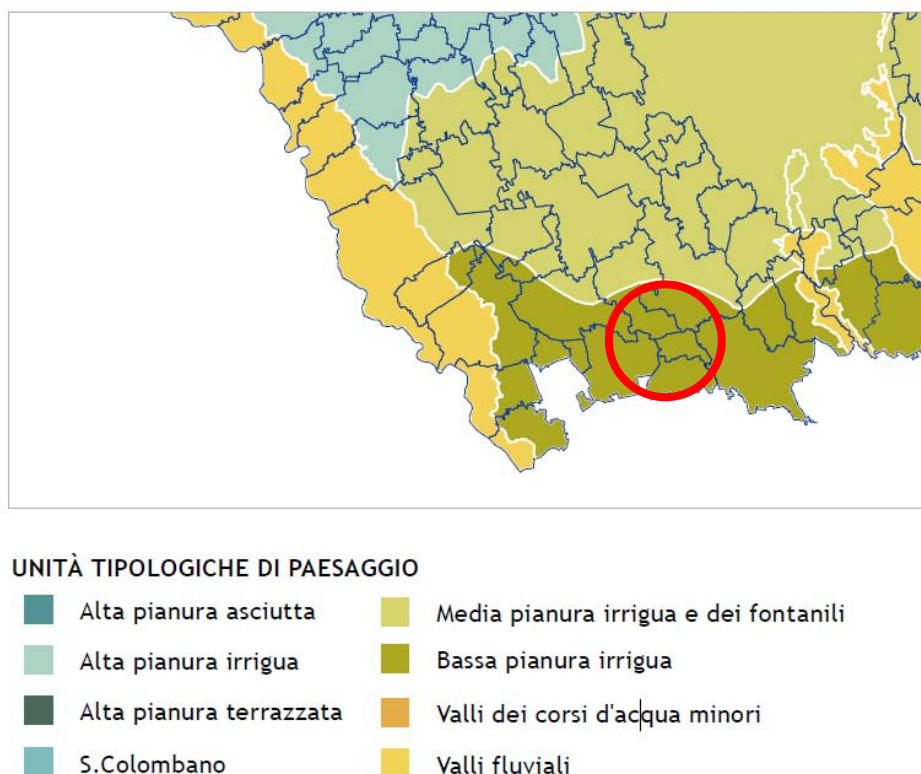 UNITÀ TIPOLOGICHE DI PAESAGGIO
Alta pianura asciutta
Alta pianura irrigua
Alta pianura terrazzata
S.Colombano
Media pianura irrigua e dei fontanili
Bassa pianura irrigua
Valli dei corsi d'acqua minori
Valli fluviali